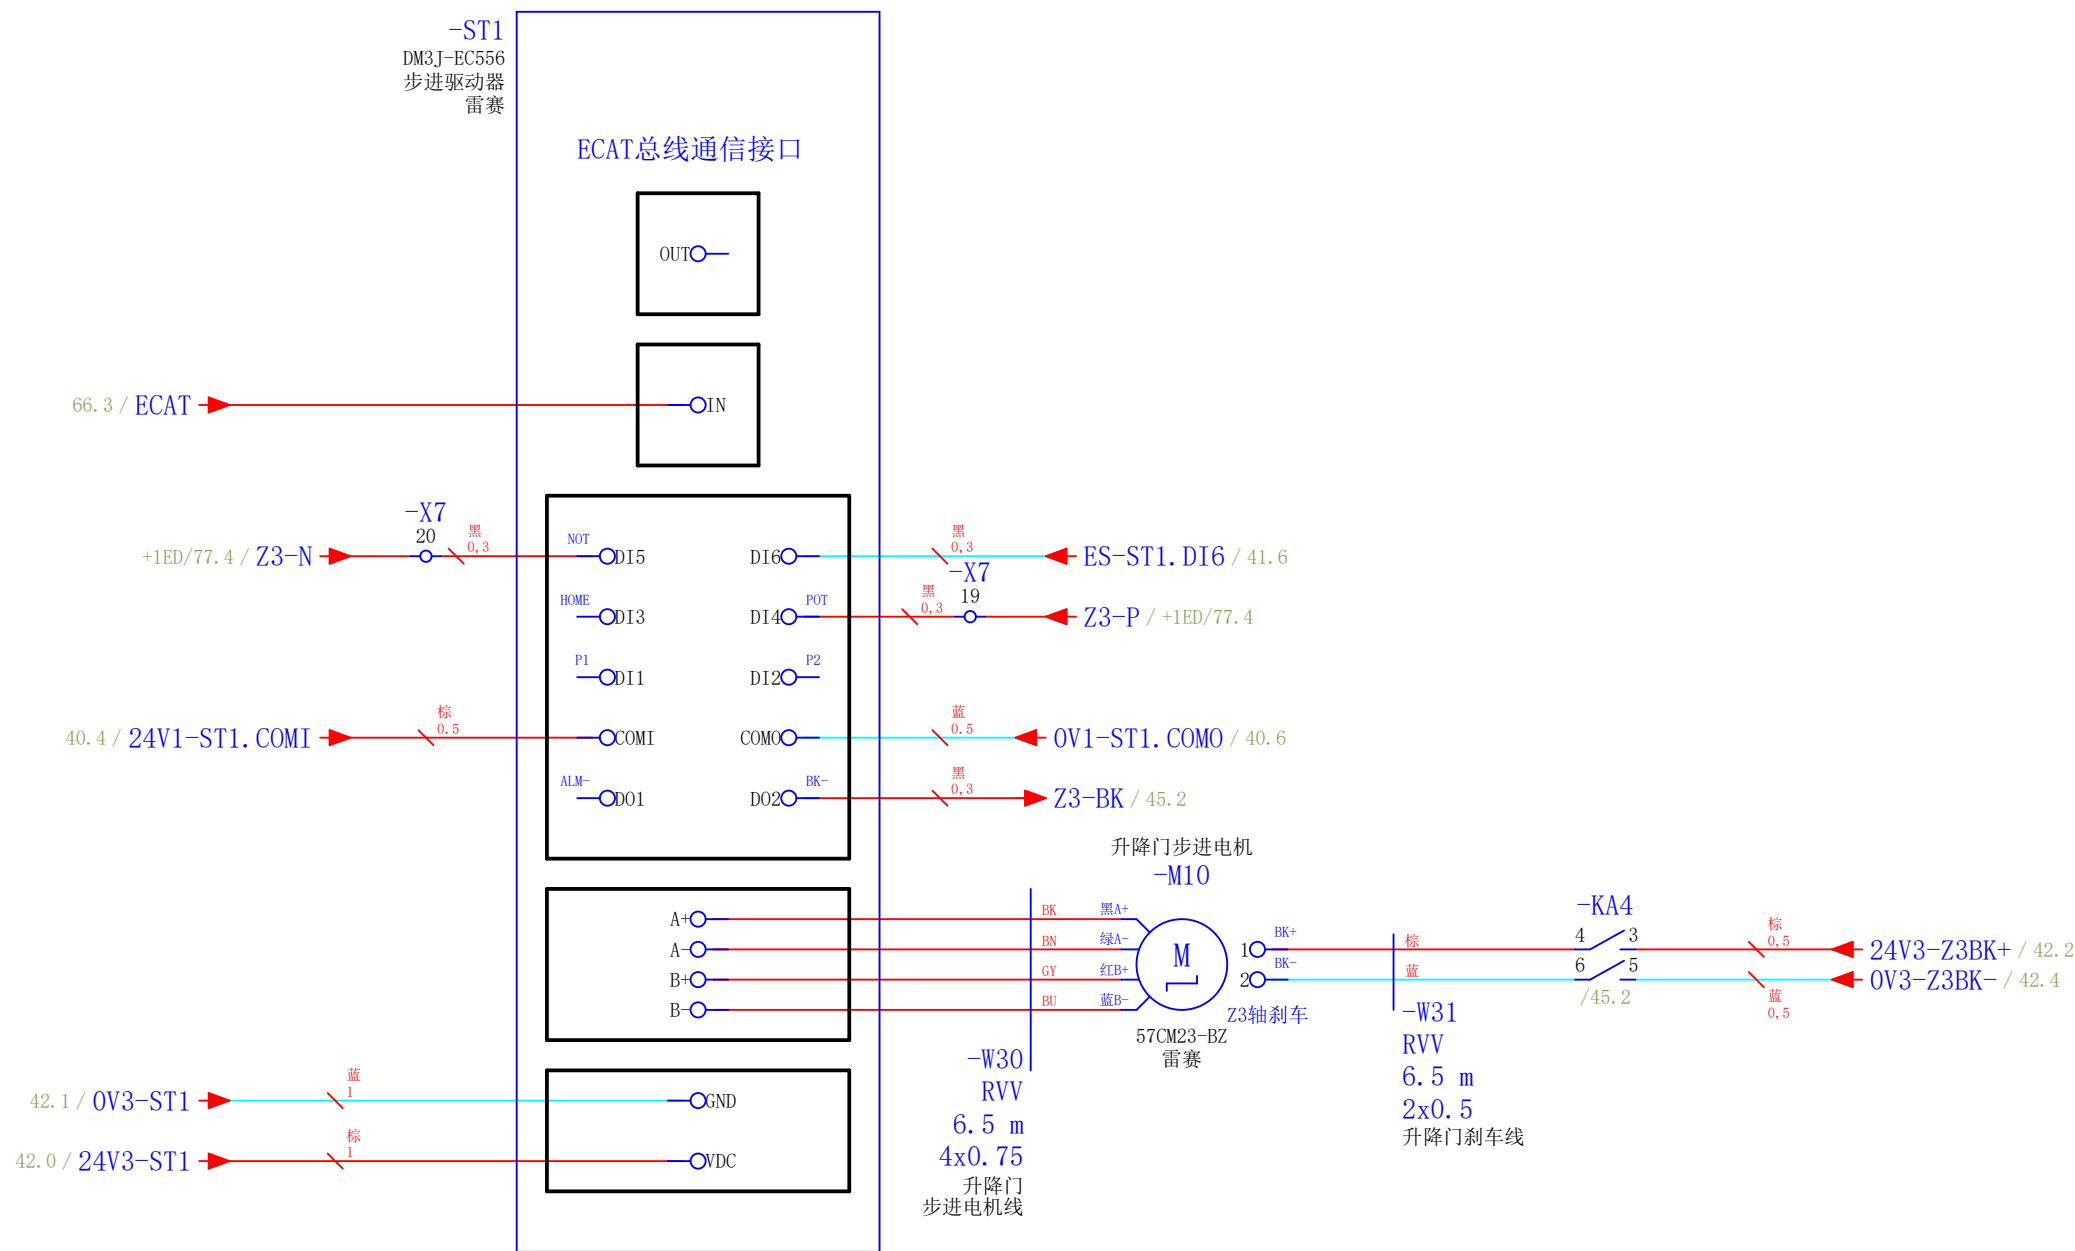 -ST1
DM3J-EC556
步进驱动器
雷赛
ECAT总线通信接口
OUT
66.3 / ECAT
IN
-X7
20
+1ED/77.4 / Z3-N
黑
0,3
NOT
DI5
DI6
黑
0,3
ES-ST1.DI6 / 41.6
HOME
DI3
DI4
POT
黑
0,3
-X7
19
Z3-P / +1ED/77.4
P1
DI1
DI2
P2
40.4 / 24V1-ST1.COMI
棕
0.5
COMI
COMO
蓝
0.5
0V1-ST1.COMO / 40.6
ALM-
DO1
DO2
BK-
黑
0,3
Z3-BK / 45.2
升降门步进电机
-M10
A+
BK
黑A+
A-
BN
绿A-
B+
GY
红B+
B-
BU
蓝B-
M
57CM23-BZ
雷赛
1
BK+
2
BK-
Z3轴刹车
棕
蓝
-KA4
4
3
6
5
/45.2
棕
0,5
24V3-Z3BK+ / 42.2
0V3-Z3BK- / 42.4
蓝
0,5
-W30
RVV
6.5 m
4x0.75
升降门
步进电机线
-W31
RVV
6.5 m
2x0.5
升降门刹车线
42.1 / 0V3-ST1
蓝
1
GND
42.0 / 24V3-ST1
棕
1
VDC